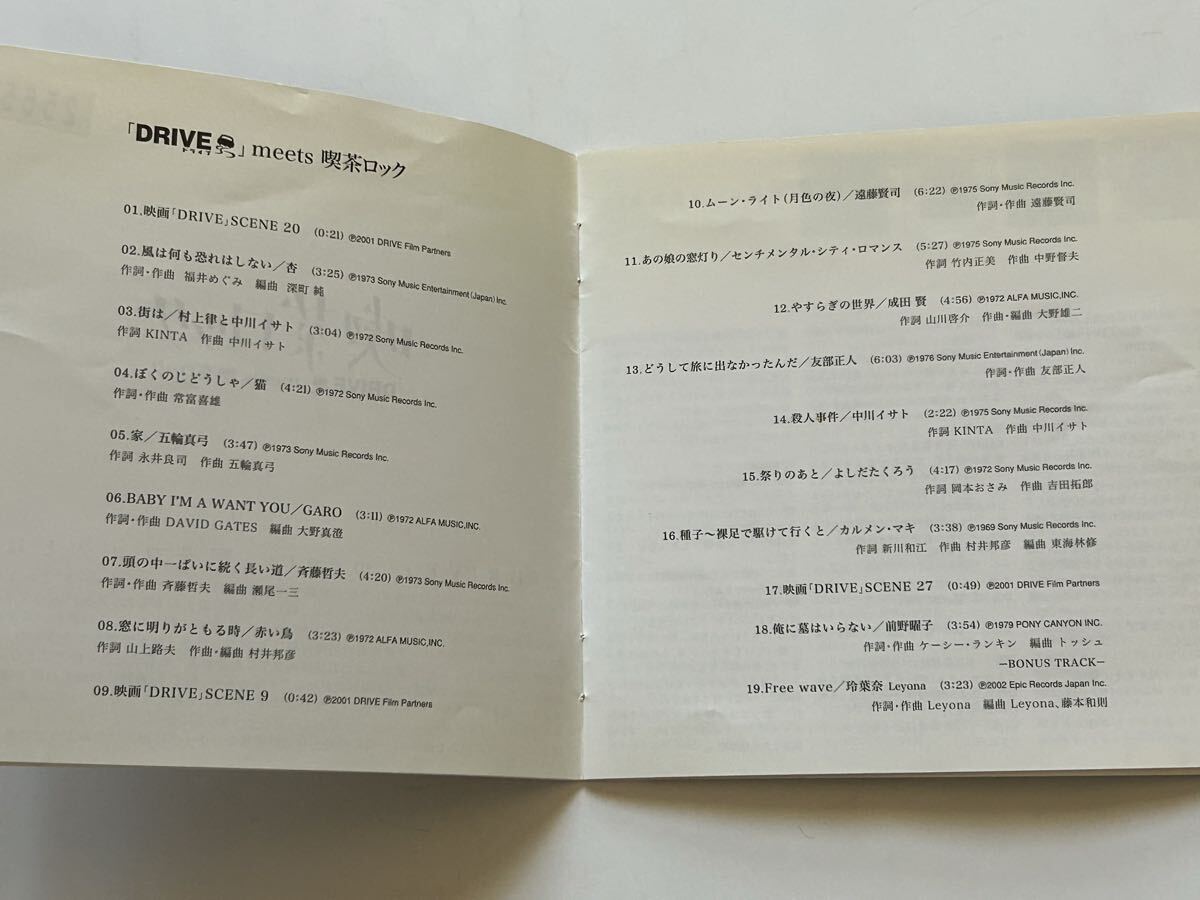 「DRIVE ドライブ」meets 喫茶ロック
01.映画「DRIVE」SCENE 20 (0:21) ℗2001 DRIVE Film Partners
02.風は何も恐れはしない／杏 (3:25) ℗1973 Sony Music Entertainment(Japan)Inc.
作詞・作曲 福井めぐみ 編曲 深町 純
03.街は／村上律と中川イサト (3:04) ℗1972 Sony Music Records Inc.
作詞 KINTA 作曲 中川イサト
04.ぼくのじどうしゃ／猫 (4:21) ℗1972 Sony Music Records Inc.
作詞・作曲 常富喜雄
05.家／五輪真弓 (3:47) ℗1973 Sony Music Records Inc.
作詞 永井良司 作曲 五輪真弓
06.BABY I'M A WANT YOU／GARO (3:11) ℗1972 ALFA MUSIC,INC.
作詞・作曲 DAVID GATES 編曲 大野真澄
07.頭の中一ぱいに続く長い道／斉藤哲夫 (4:20) ℗1973 Sony Music Records Inc.
作詞・作曲 斉藤哲夫 編曲 瀬尾一三
08.窓に明りがともる時／赤い鳥 (3:23) ℗1972 ALFA MUSIC,INC.
作詞 山上路夫 作曲・編曲 村井邦彦
09.映画「DRIVE」SCENE 9 (0:42) ℗2001 DRIVE Film Partners
10.ムーン・ライト(月色の夜)／遠藤賢司 (6:22) ℗1975 Sony Music Records Inc.
作詞・作曲 遠藤賢司
11.あの娘の窓灯り／センチメンタル・シティ・ロマンス (5:27) ℗1975 Sony Music Records Inc.
作詞 竹内正美 作曲 中野督夫
12.やすらぎの世界／成田 賢 (4:56) ℗1972 ALFA MUSIC,INC.
作詞 山川啓介 作曲・編曲 大野雄二
13.どうして旅に出なかったんだ／友部正人 (6:03) ℗1976 Sony Music Entertainment(Japan)Inc.
作詞・作曲 友部正人
14.殺人事件／中川イサト (2:22) ℗1975 Sony Music Records Inc.
作詞 KINTA 作曲 中川イサト
15.祭りのあと／よしだたくろう (4:17) ℗1972 Sony Music Records Inc.
作詞 岡本おさみ 作曲 吉田拓郎
16.種子〜裸足で駆けて行くと／カルメン・マキ (3:38) ℗1969 Sony Music Records Inc.
作詞 新川和江 作曲 村井邦彦 編曲 東海林修
17.映画「DRIVE」SCENE 27 (0:49) ℗2001 DRIVE Film Partners
18.俺に墓はいらない／前野曜子 (3:54) ℗1979 PONY CANYON INC.
作詞・作曲 ケーシー・ランキン 編曲 トッシュ
—BONUS TRACK—
19.Free wave／玲葉奈 Leyona (3:23) ℗2002 Epic Records Japan Inc.
作詞・作曲 Leyona 編曲 Leyona、藤本和則